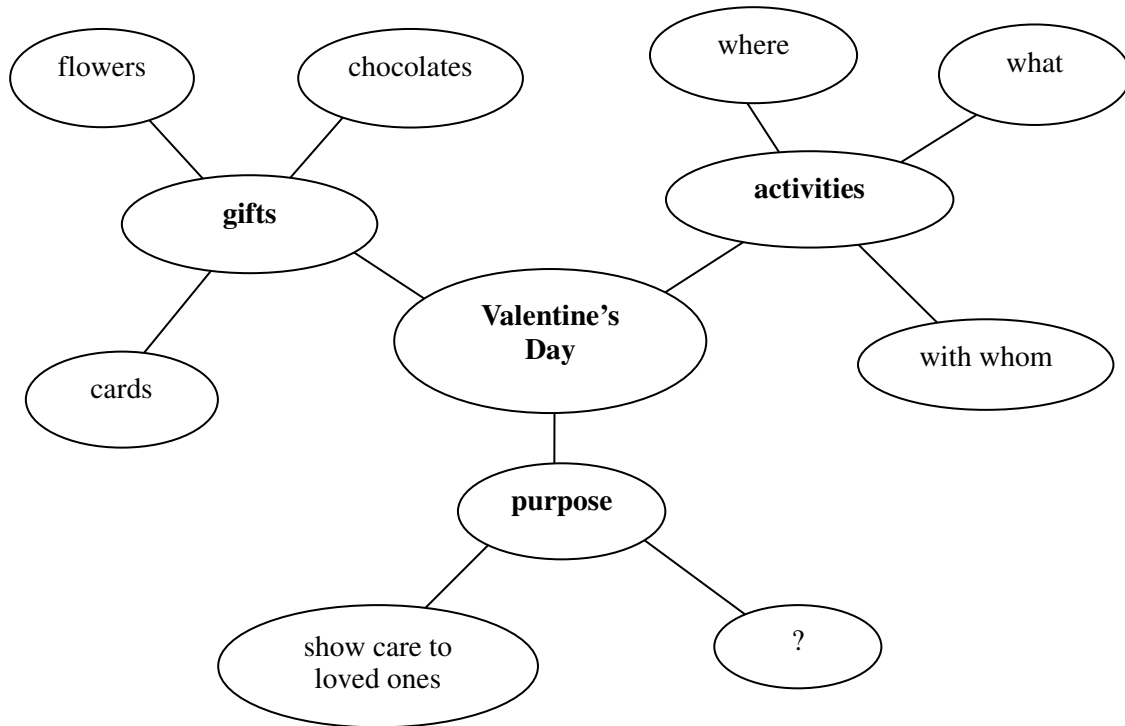 flowers
chocolates
where
what
gifts
activities
Valentine’s
Day
cards
with whom
purpose
show care to
loved ones
?